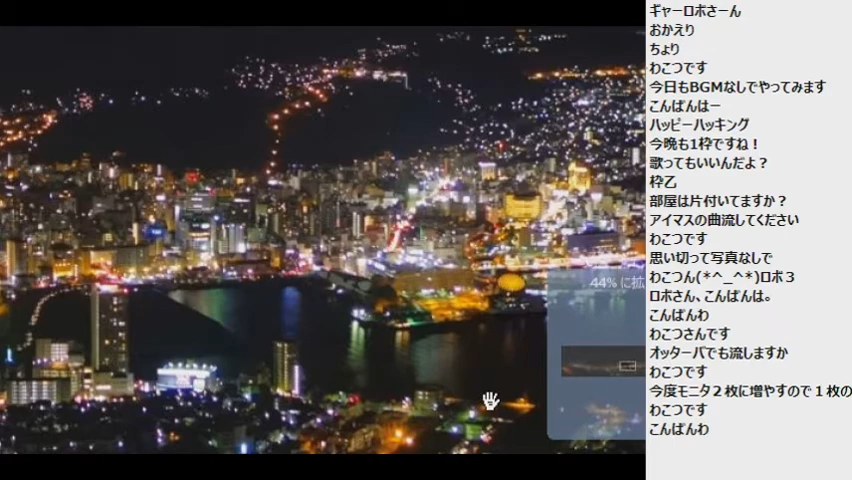 ギャーロボさーん
おかえり
ちょり
わこつです
今日もBGMなしでやってみます
こんばんはー
ハッピーハッキング
今晩も1枠ですね！
歌ってもいいんだよ？
枠乙
部屋は片付いてますか？
アイマスの曲流してください
わこつです
思い切って写真なしで
わこつん(*^_^*)ロボ３
ロボさん、こんばんは。
こんばんわ
わこつさんです
オッターバでも流しますか
わこつです
今度モニタ２枚に増やすので１枚の
わこつです
こんばんわ
44% に拡